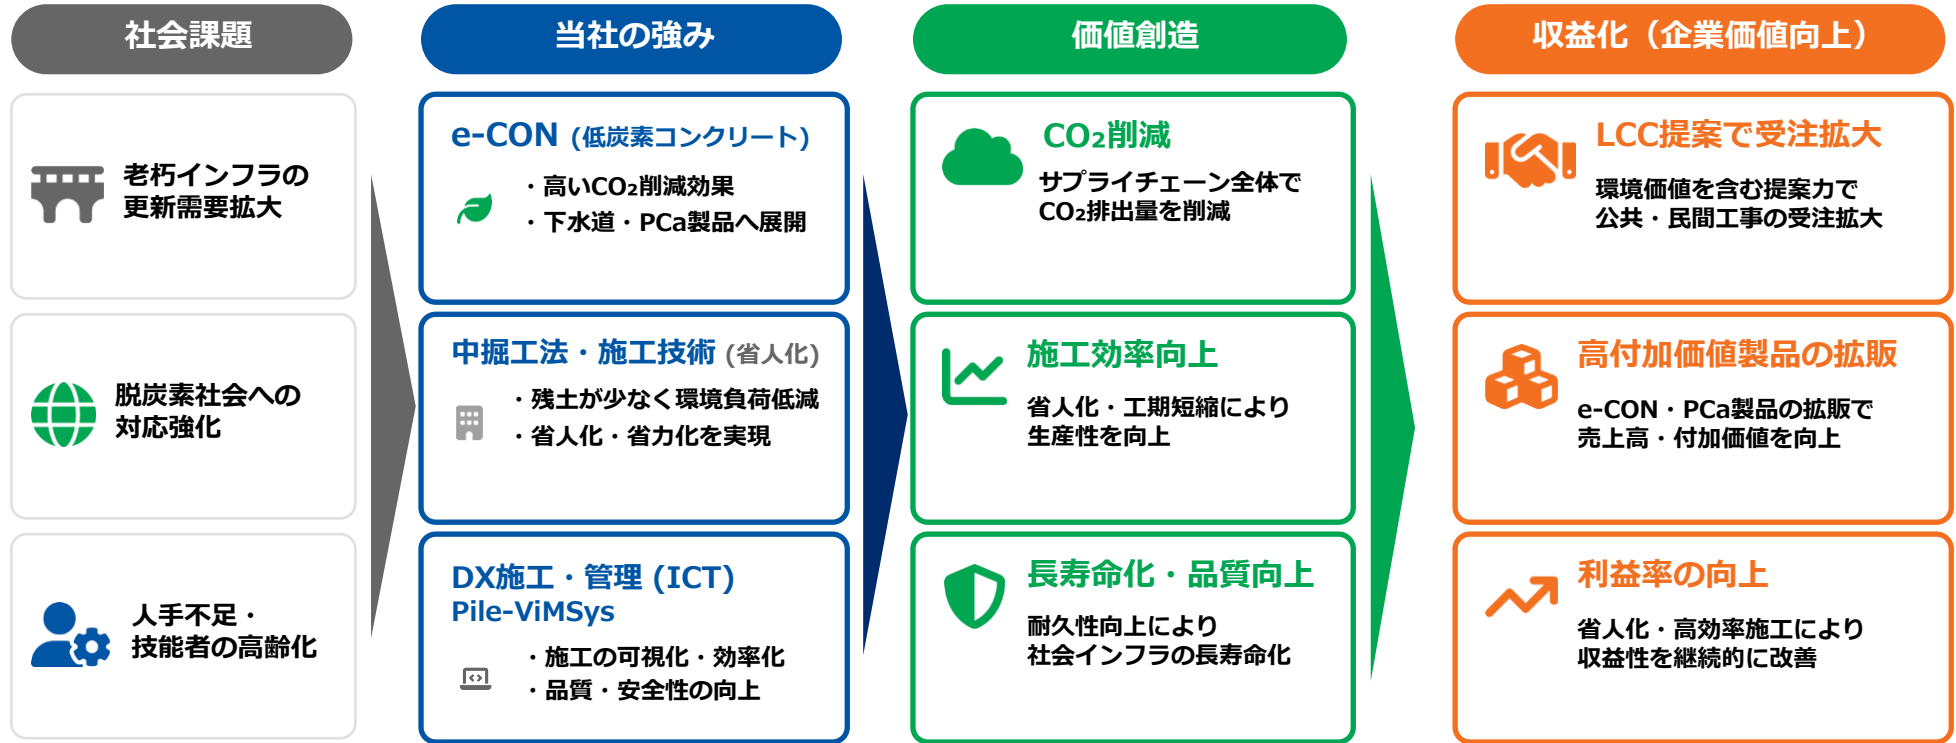 社会課題
老朽インフラの
更新需要拡大
脱炭素社会への
対応強化
人手不足・
技能者の高齢化
当社の強み
e-CON (低炭素コンクリート)
・高いCO₂削減効果
・下水道・PCa製品へ展開
中掘工法・施工技術 (省人化)
・残土が少なく環境負荷低減
・省人化・省力化を実現
DX施工・管理 (ICT)
Pile-ViMSys
・施工の可視化・効率化
・品質・安全性の向上
価値創造
CO₂削減
サプライチェーン全体で
CO₂排出量を削減
施工効率向上
省人化・工期短縮により
生産性を向上
長寿命化・品質向上
耐久性向上により
社会インフラの長寿命化
収益化（企業価値向上）
LCC提案で受注拡大
環境価値を含む提案力で
公共・民間工事の受注拡大
高付加価値製品の拡販
e-CON・PCa製品の拡販で
売上高・付加価値を向上
利益率の向上
省人化・高効率施工により
収益性を継続的に改善